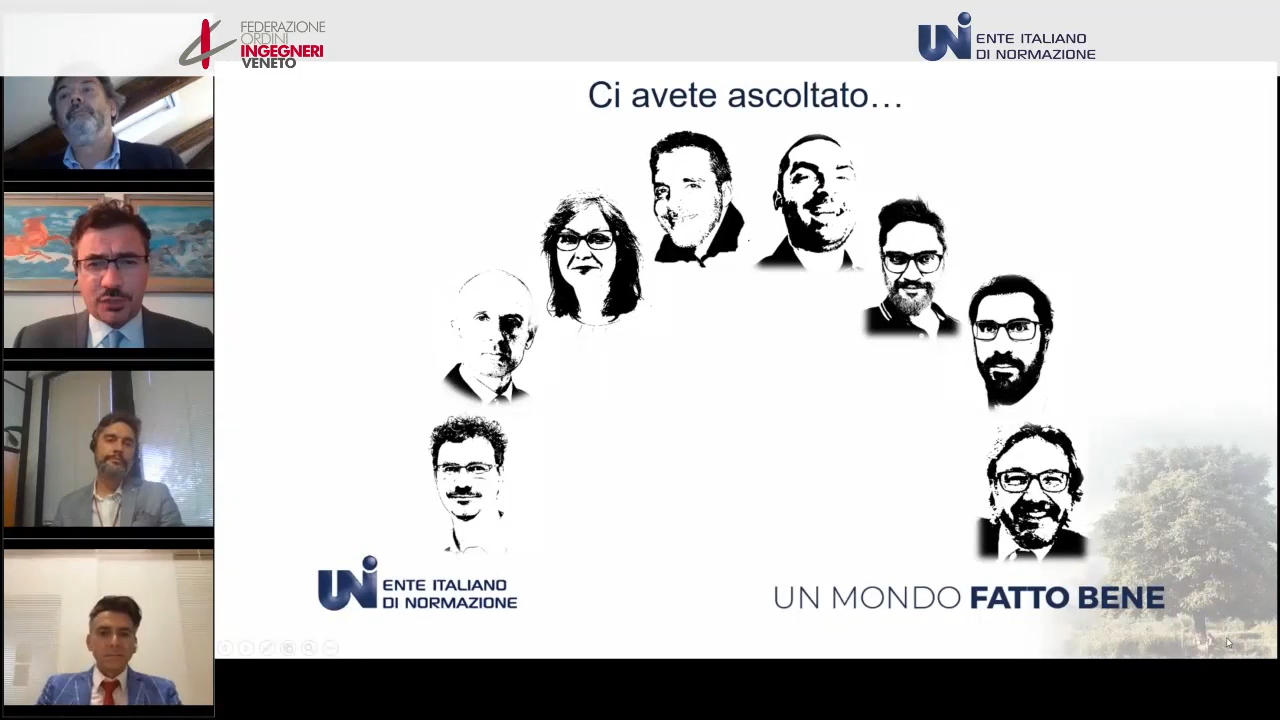 FEDERAZIONE
ORDINI
INGEGNERI
VENETO
UNI ENTE ITALIANO
DI NORMAZIONE
Ci avete ascoltato…
UNI ENTE ITALIANO
DI NORMAZIONE
UN MONDO FATTO BENE